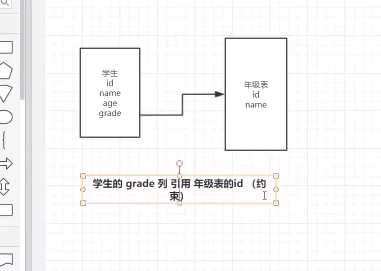 学生
id
name
age
grade
年级表
id
name
学生的 grade 列 引用 年级表的id （约
束）